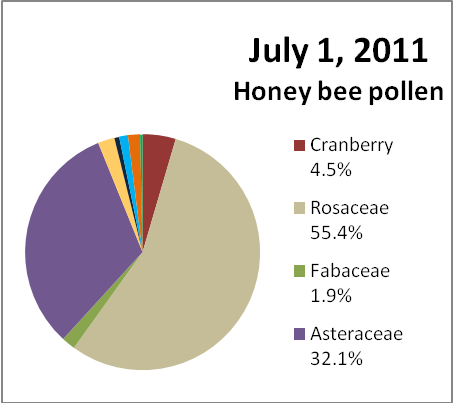 July 1, 2011
Honey bee pollen
Cranberry
4.5%
Rosaceae
55.4%
Fabaceae
1.9%
Asteraceae
32.1%